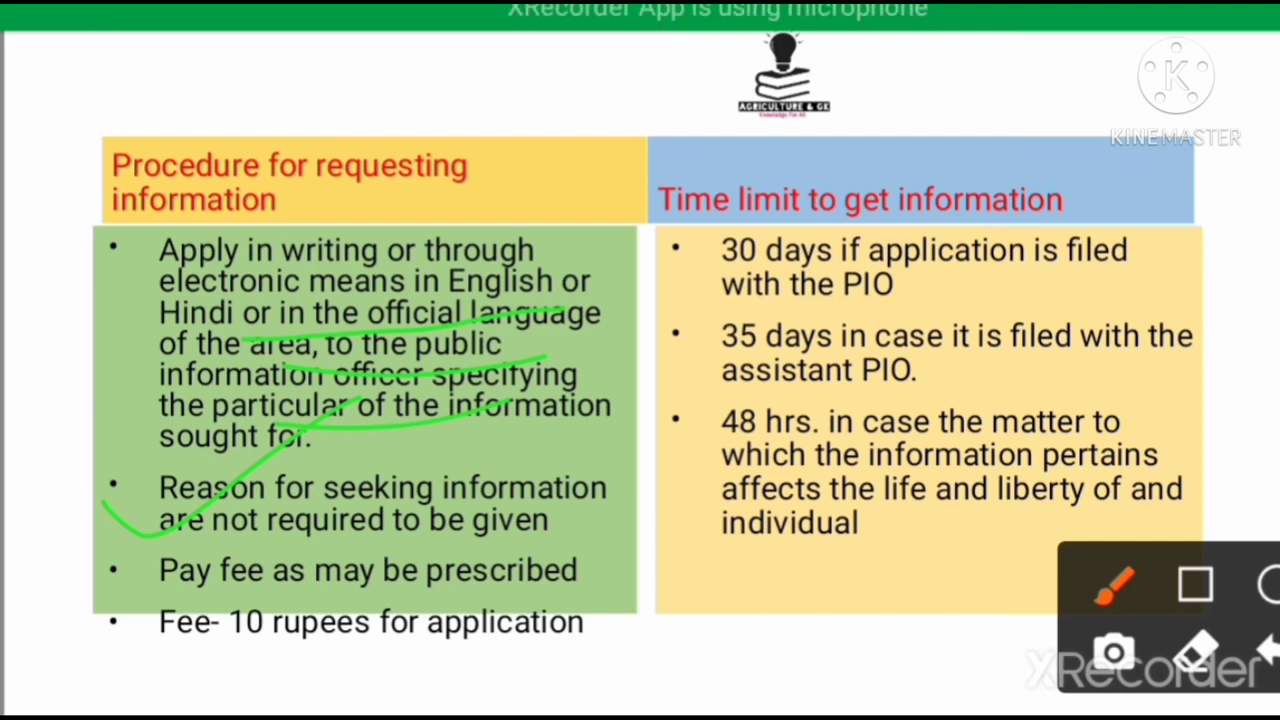 XRecorder App is using microphone
AGRICULTURE & GK
Knowledge For All
K
KINEMASTER
Procedure for requesting
information
• Apply in writing or through
electronic means in English or
Hindi or in the official language
of the area, to the public
information officer specifying
the particular of the information
sought for.
• Reason for seeking information
are not required to be given
• Pay fee as may be prescribed
• Fee- 10 rupees for application
Time limit to get information
• 30 days if application is filed
with the PIO
• 35 days in case it is filed with the
assistant PIO.
• 48 hrs. in case the matter to
which the information pertains
affects the life and liberty of and
individual
XRecorder